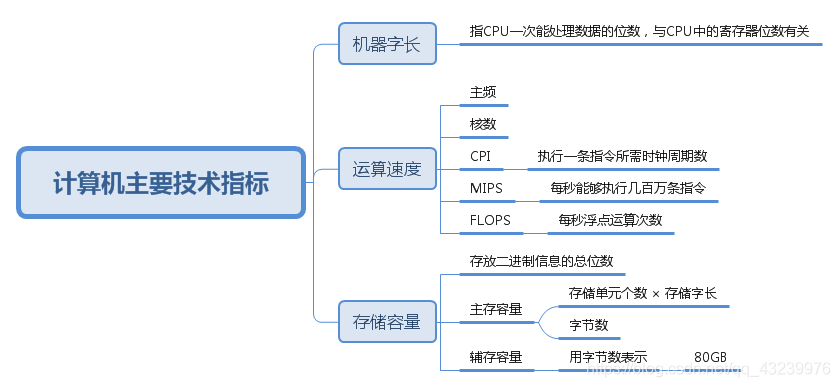 计算机主要技术指标
机器字长
指CPU一次能处理数据的位数，与CPU中的寄存器位数有关
运算速度
主频
核数
CPI
执行一条指令所需时钟周期数
MIPS
每秒能够执行几百万条指令
FLOPS
每秒浮点运算次数
存储容量
存放二进制信息的总位数
主存容量
存储单元个数 × 存储字长
字节数
辅存容量
用字节数表示
80GB
https://blog.csdn.net/qq_43239976